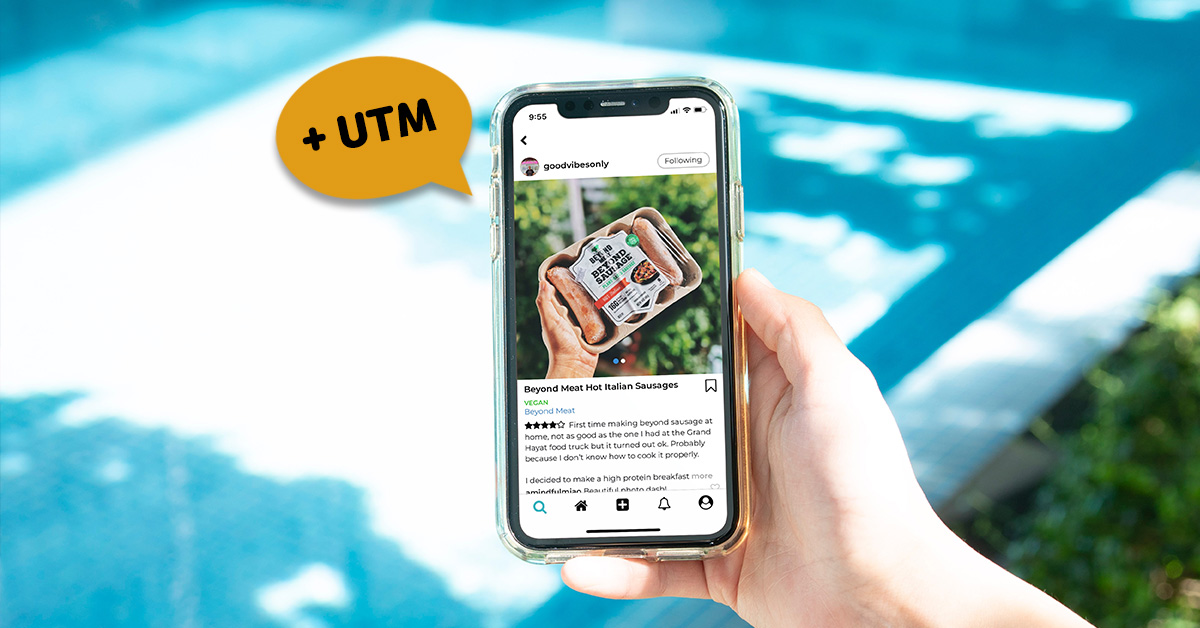 + UTM
9:55
goodvibesonly
Following
BEYOND
BEYOND
SAUSAGE
Beyond Meat Hot Italian Sausages
VEGAN
Beyond Meat
First time making beyond sausage at
home, not as good as the one I had at the Grand
Hayat food truck but it turned out ok. Probably
because I don't know how to cook it properly.
I decided to make a high protein breakfast more
amindfulmiao Beautiful photo dash!